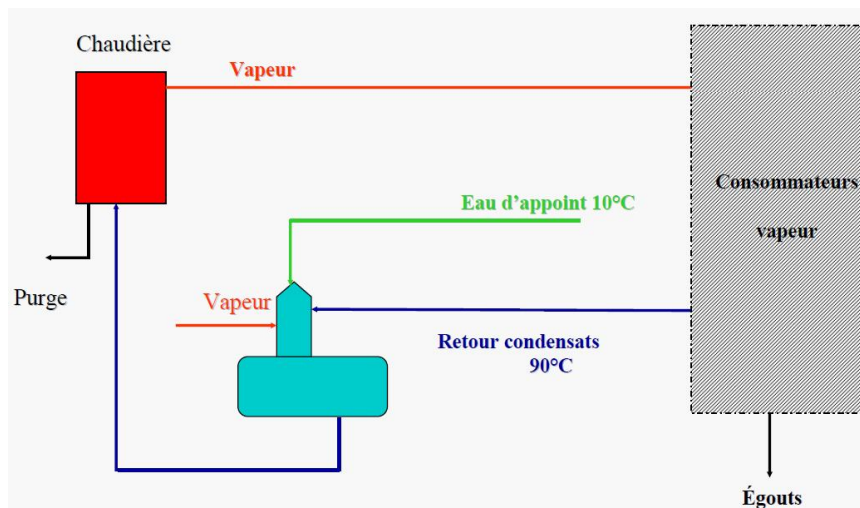 Chaudière
Vapeur
Consommateurs
vapeur
Eau d'appoint 10°C
Purge
Vapeur
Retour condensats
90°C
Égouts